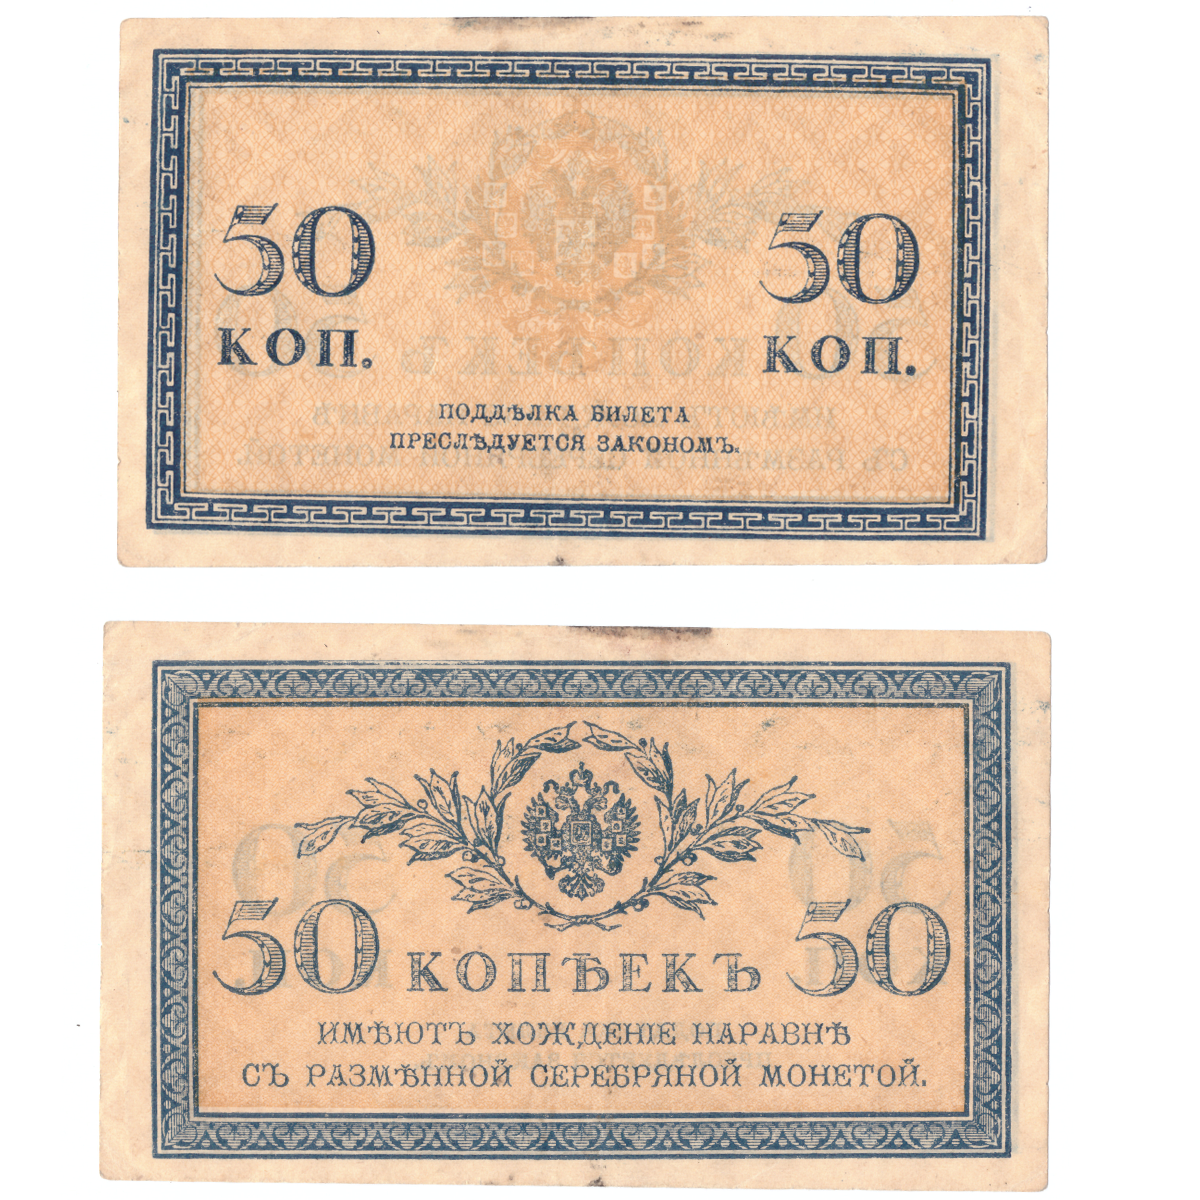 50 50
КОП. КОП.
ПОДДѢЛКА БИЛЕТА
ПРЕСЛѢДУЕТСЯ ЗАКОНОМЪ.
50 КОПѢЕКЪ 50
ИМѢЮТЪ ХОЖДЕНІЕ НАРАВНѢ
СЪ РАЗМѢННОЙ СЕРЕБРЯНОЙ МОНЕТОЙ.